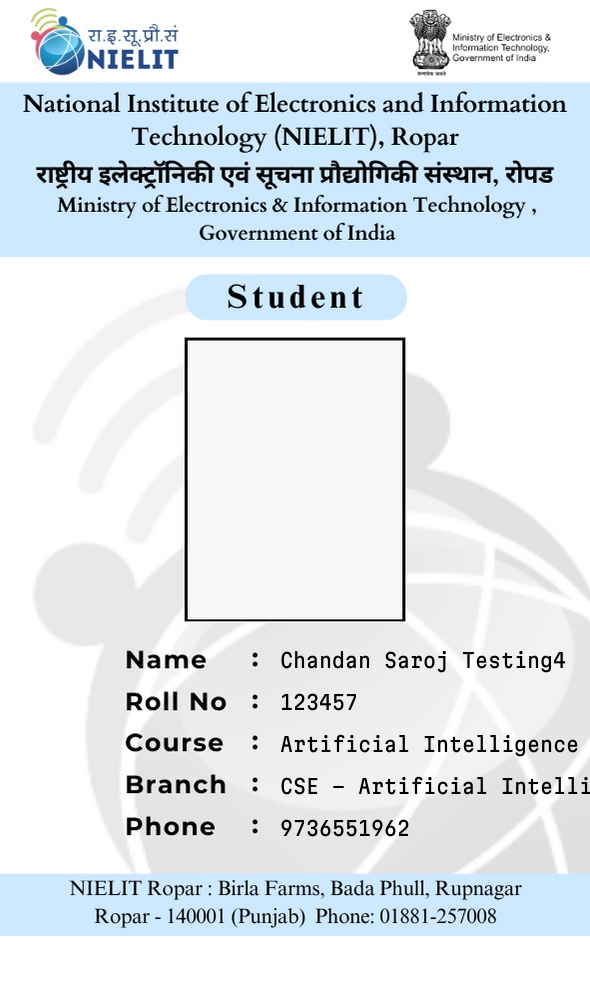 रा.इ.सू.प्रौ.सं
NIELIT
Ministry of Electronics &
Information Technology,
Government of India
सत्यमेव जयते
National Institute of Electronics and Information
Technology (NIELIT), Ropar
राष्ट्रीय इलेक्ट्रॉनिकी एवं सूचना प्रौद्योगिकी संस्थान, रोपड
Ministry of Electronics & Information Technology ,
Government of India
Student
Name : Chandan Saroj Testing4
Roll No : 123457
Course : Artificial Intelligence
Branch : CSE – Artificial Intelli
Phone : 9736551962
NIELIT Ropar : Birla Farms, Bada Phull, Rupnagar
Ropar - 140001 (Punjab) Phone: 01881-257008